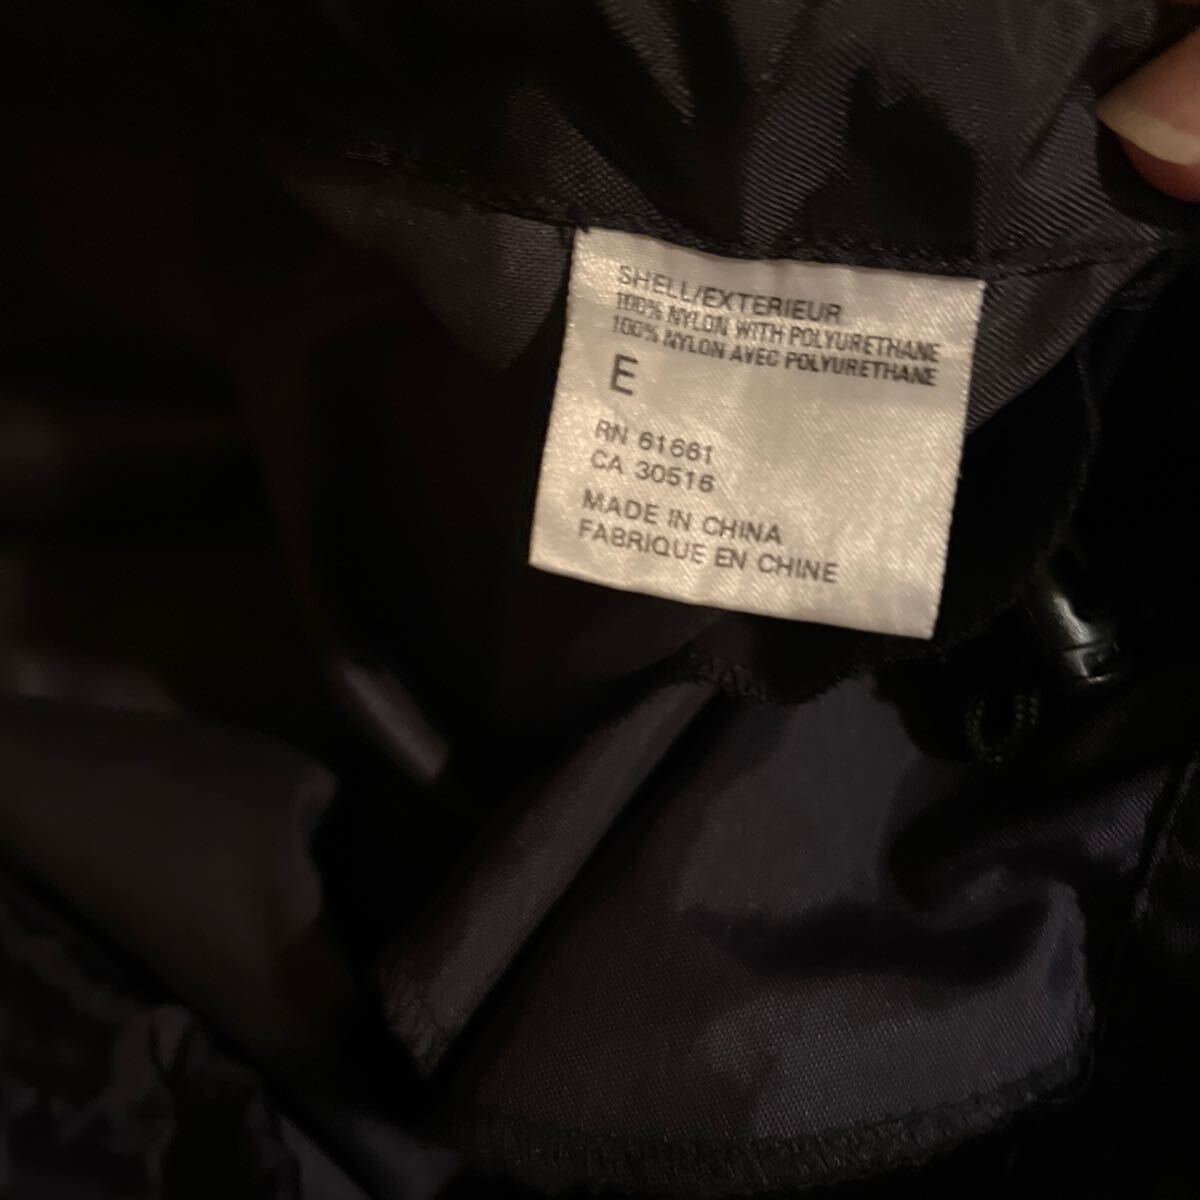 SHELL/EXTERIEUR
100% NYLON WITH POLYURETHANE
100% NYLON AVEC POLYURETHANE
E
RN 61661
CA 30516
MADE IN CHINA
FABRIQUE EN CHINE